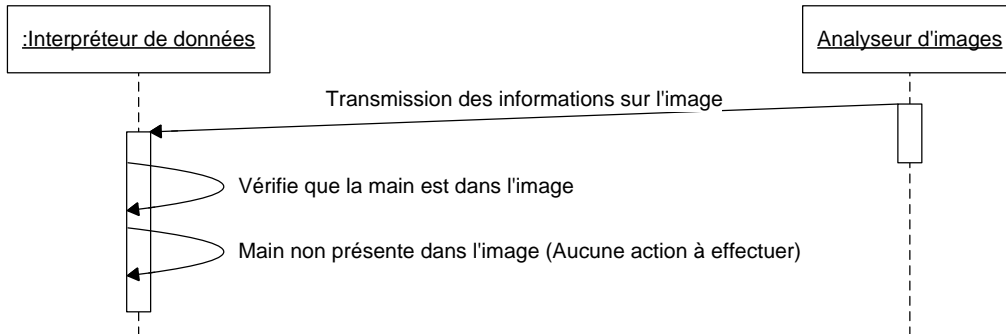 :Interpréteur de données
Analyseur d'images
Transmission des informations sur l'image
Vérifie que la main est dans l'image
Main non présente dans l'image (Aucune action à effectuer)